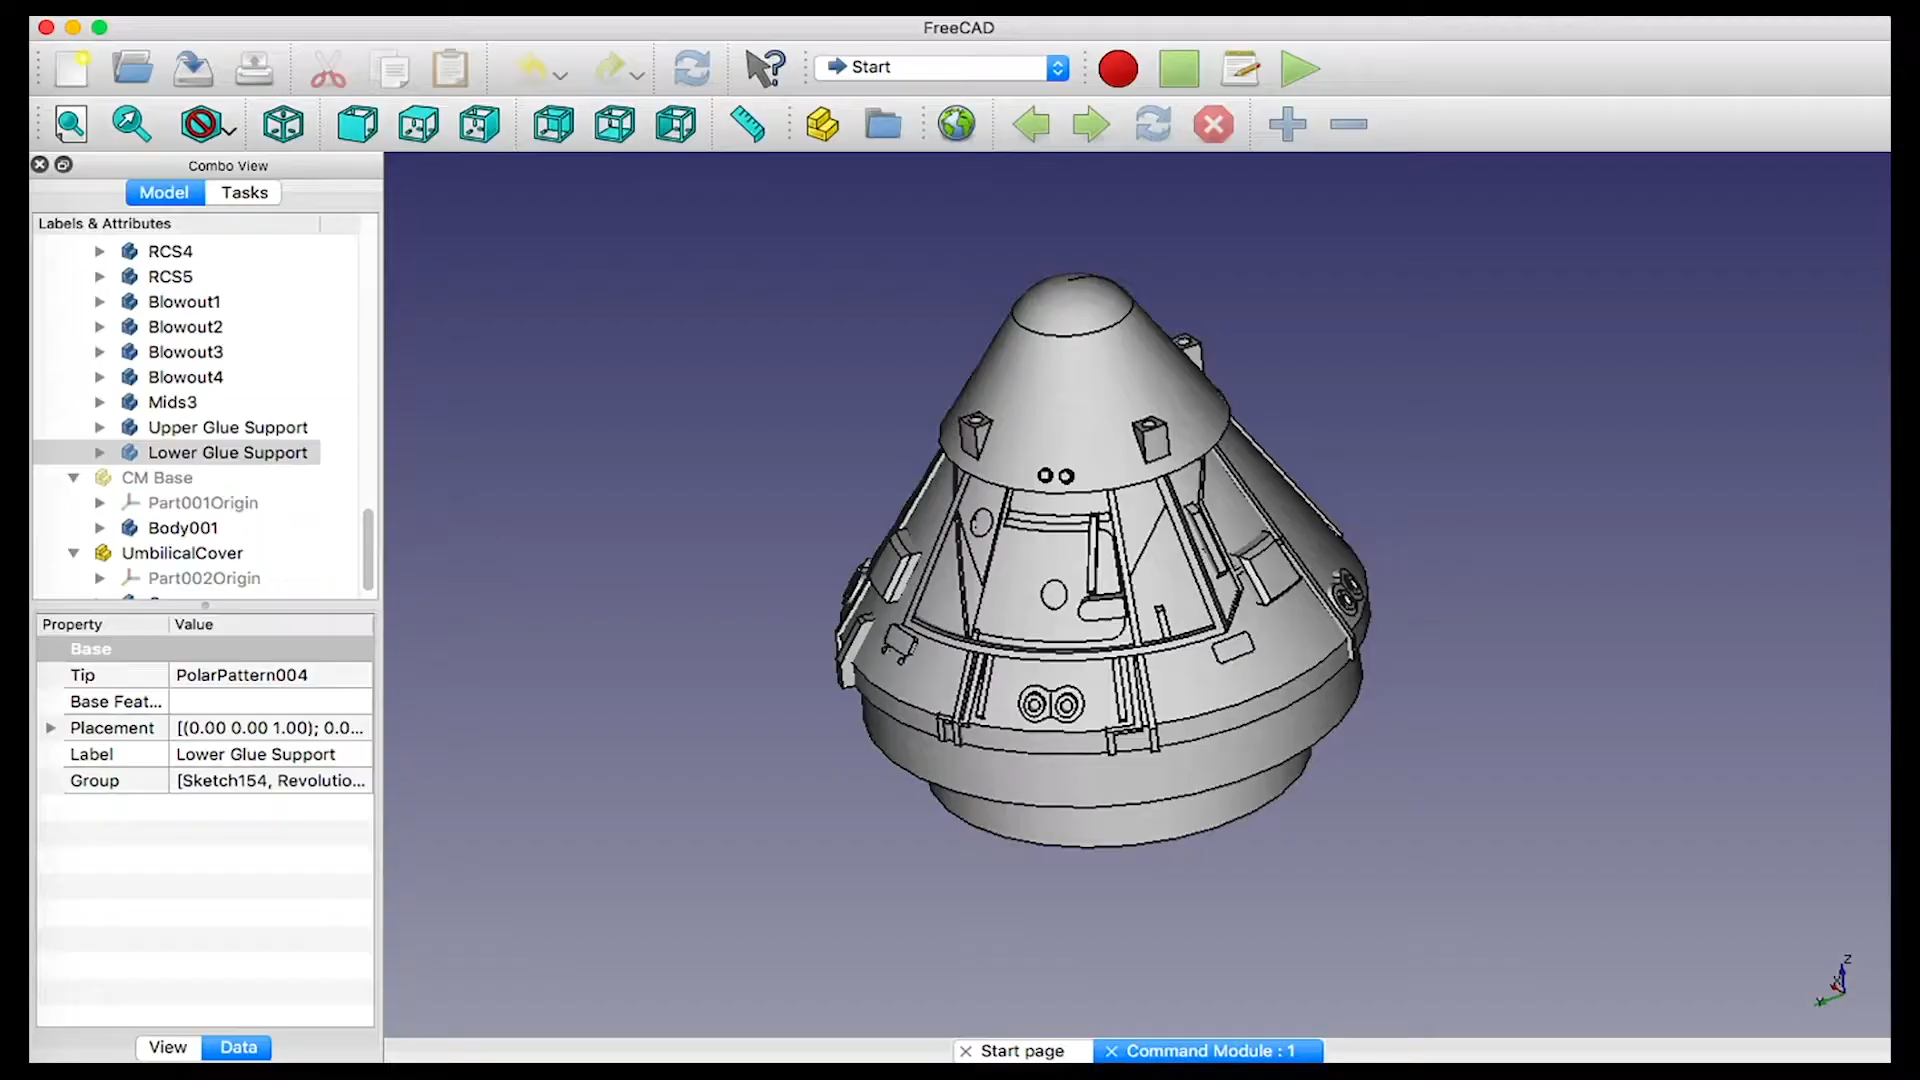 FreeCAD
Start
Combo View
Model Tasks
Labels & Attributes
RCS4
RCS5
Blowout1
Blowout2
Blowout3
Blowout4
Mids3
Upper Glue Support
Lower Glue Support
CM Base
Part001Origin
Body001
UmbilicalCover
Part002Origin
Property Value
Base
Tip PolarPattern004
Base Feat...
Placement [(0.00 0.00 1.00); 0.0...
Label Lower Glue Support
Group [Sketch154, Revolutio...
View Data
Start page Command Module : 1
Z
Y